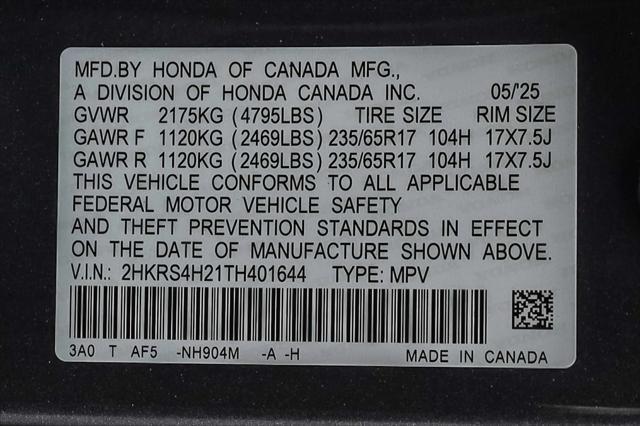 MFD.BY HONDA OF CANADA MFG.,
A DIVISION OF HONDA CANADA INC. 05/'25
GVWR 2175KG (4795LBS) TIRE SIZE RIM SIZE
GAWR F 1120KG (2469LBS) 235/65R17 104H 17X7.5J
GAWR R 1120KG (2469LBS) 235/65R17 104H 17X7.5J
THIS VEHICLE CONFORMS TO ALL APPLICABLE
FEDERAL MOTOR VEHICLE SAFETY
AND THEFT PREVENTION STANDARDS IN EFFECT
ON THE DATE OF MANUFACTURE SHOWN ABOVE.
V.I.N.: 2HKRS4H21TH401644 TYPE: MPV
3A0 T AF5 -NH904M -A -H MADE IN CANADA